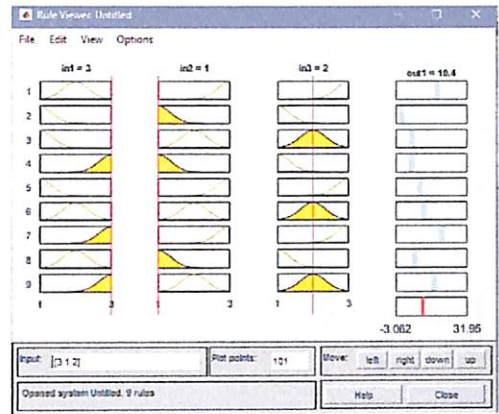 Rule Viewer: Untitled
File Edit View Options
in1 = 3 in2 = 1 in3 = 2 out1 = 10.4
1
2
3
4
5
6
7
8
9
1 3 1 3 1 3
-3.062 31.95
Input: [3 1 2] Plot points: 101 Move: left right down up
Opened system Untitled, 9 rules Help Close